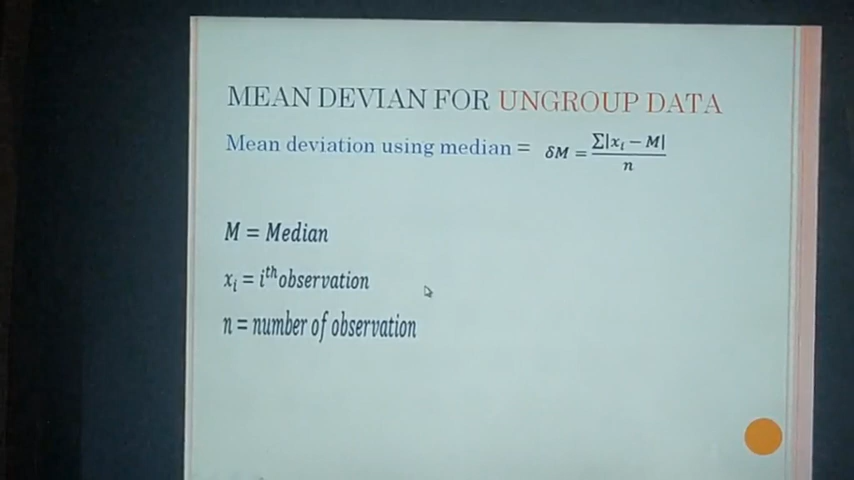 MEAN DEVIAN FOR UNGROUP DATA
Mean deviation using median = δM = Σ|xᵢ − M| / n
M = Median
xᵢ = iᵗʰ observation
n = number of observation